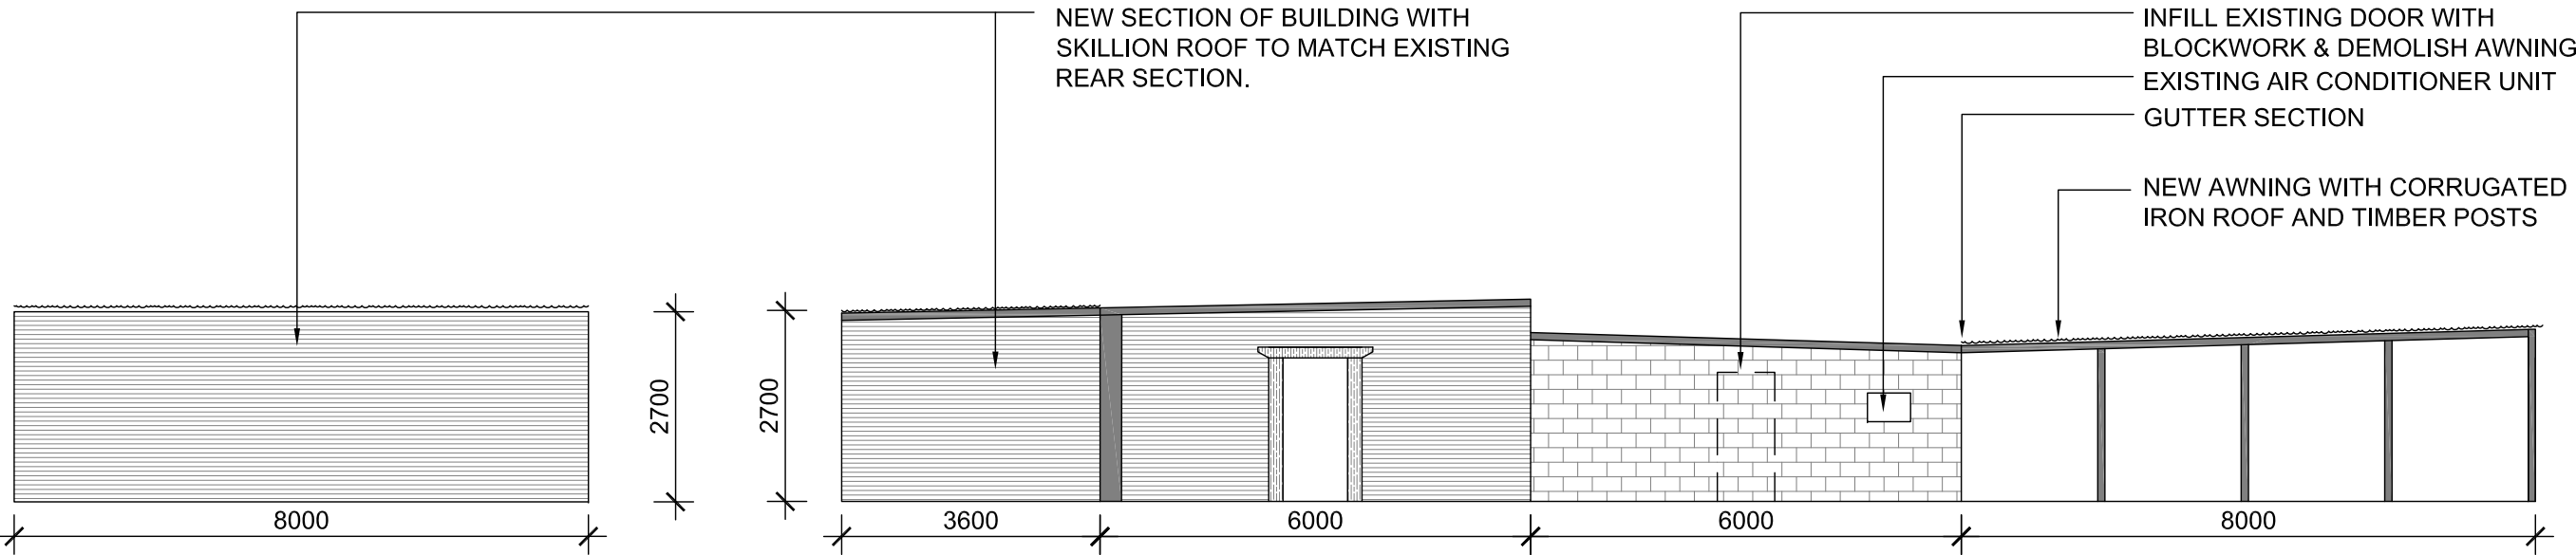 NEW SECTION OF BUILDING WITH
SKILLION ROOF TO MATCH EXISTING
REAR SECTION.
INFILL EXISTING DOOR WITH
BLOCKWORK & DEMOLISH AWNING
EXISTING AIR CONDITIONER UNIT
GUTTER SECTION
NEW AWNING WITH CORRUGATED
IRON ROOF AND TIMBER POSTS
2700
2700
8000
3600
6000
6000
8000